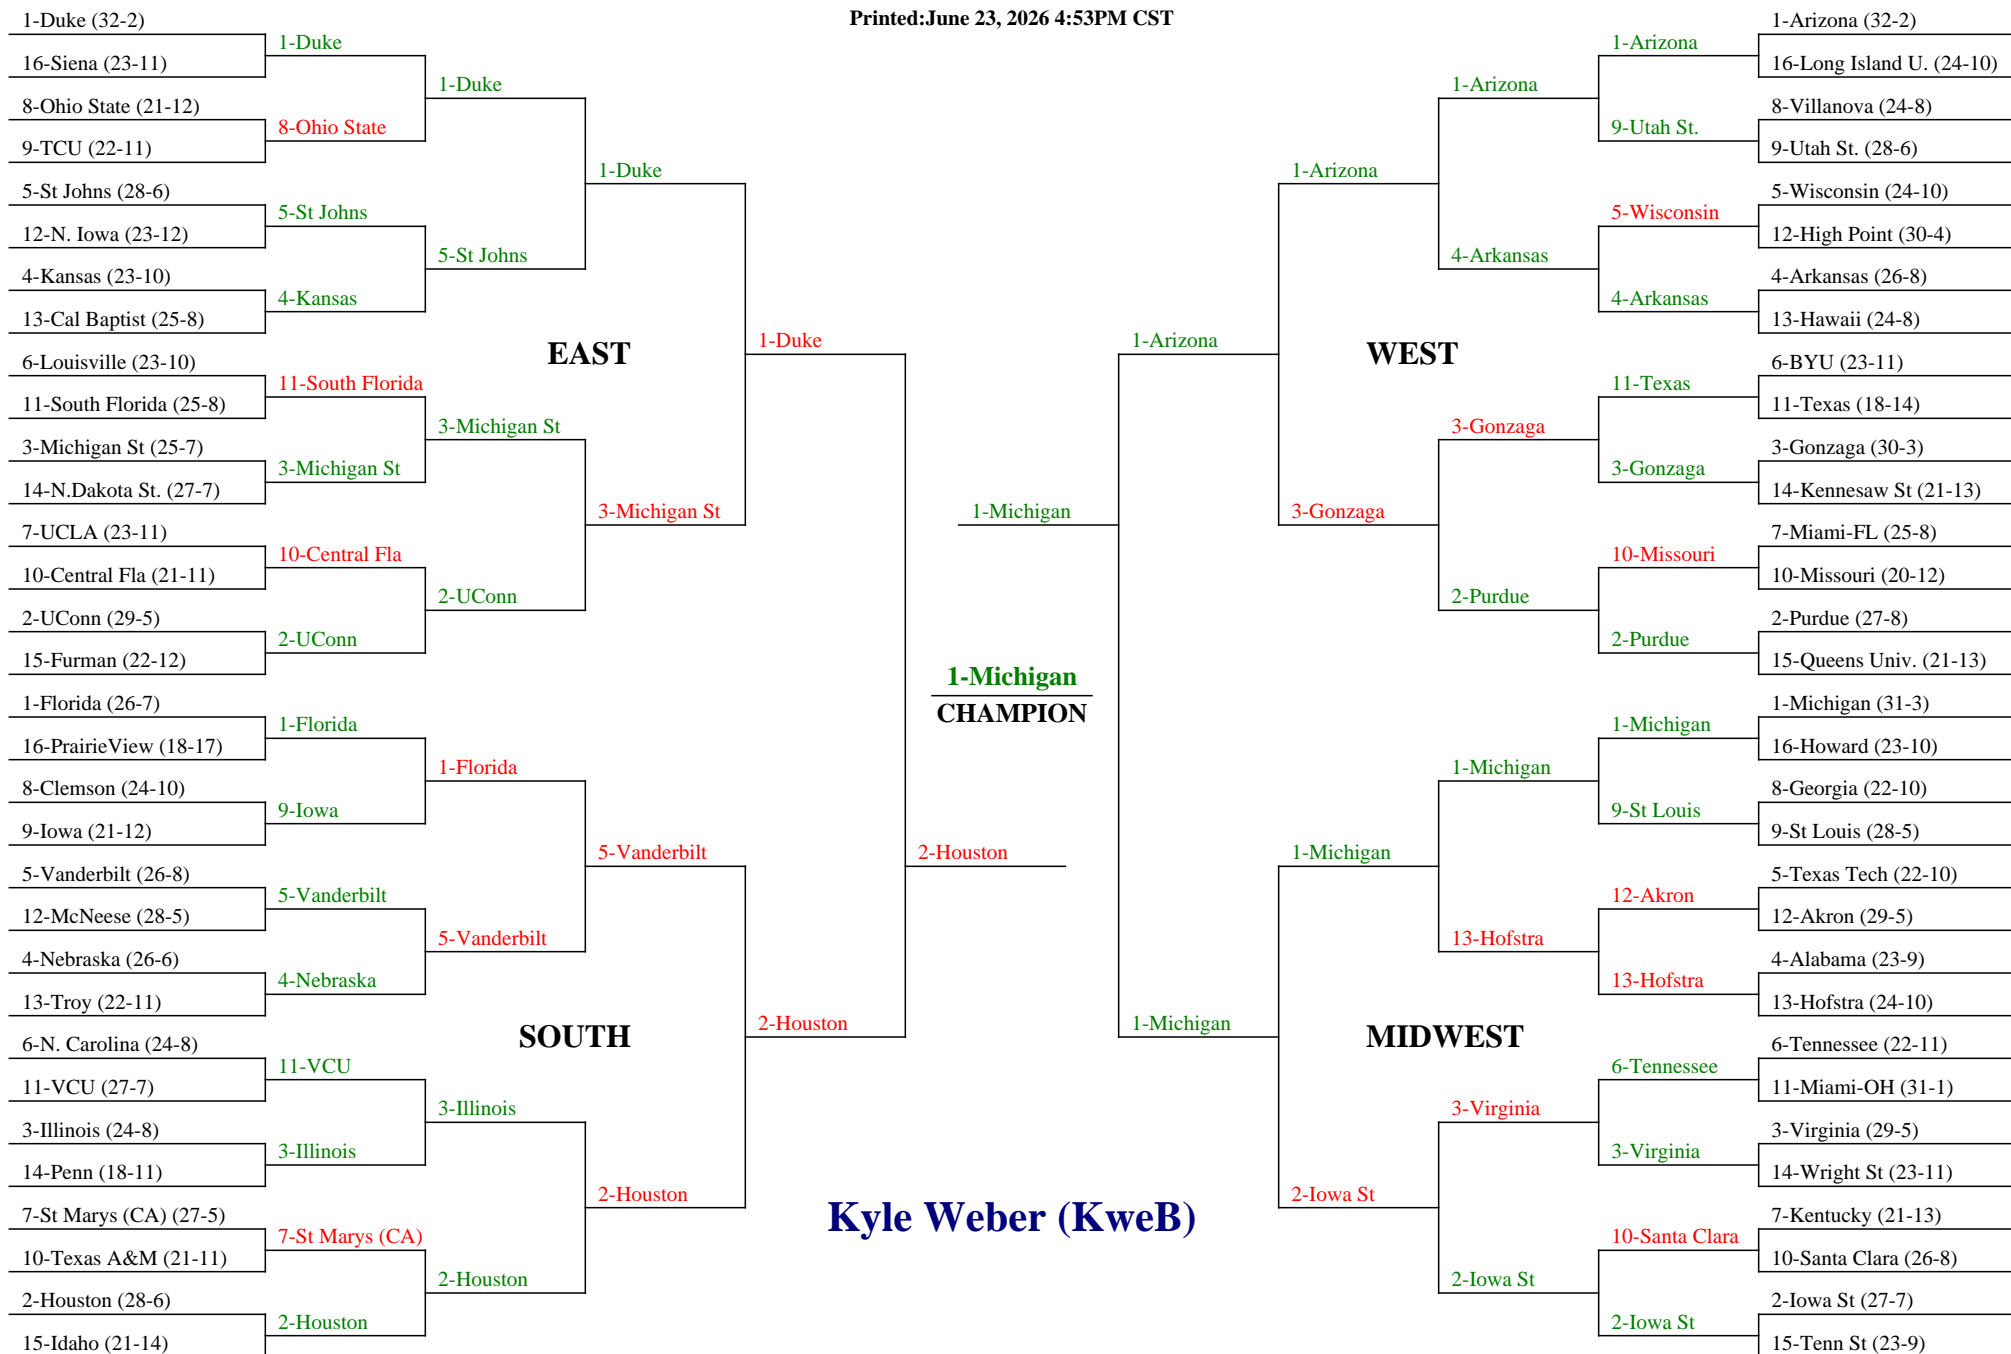 Printed:June 23, 2026 4:53PM CST
1-Duke (32-2)
16-Siena (23-11)
8-Ohio State (21-12)
9-TCU (22-11)
5-St Johns (28-6)
12-N. Iowa (23-12)
4-Kansas (23-10)
13-Cal Baptist (25-8)
6-Louisville (23-10)
11-South Florida (25-8)
3-Michigan St (25-7)
14-N.Dakota St. (27-7)
7-UCLA (23-11)
10-Central Fla (21-11)
2-UConn (29-5)
15-Furman (22-12)
1-Duke
8-Ohio State
5-St Johns
4-Kansas
11-South Florida
3-Michigan St
10-Central Fla
2-UConn
1-Duke
5-St Johns
3-Michigan St
2-UConn
1-Duke
3-Michigan St
1-Duke
EAST
1-Florida (26-7)
16-PrairieView (18-17)
8-Clemson (24-10)
9-Iowa (21-12)
5-Vanderbilt (26-8)
12-McNeese (28-5)
4-Nebraska (26-6)
13-Troy (22-11)
6-N. Carolina (24-8)
11-VCU (27-7)
3-Illinois (24-8)
14-Penn (18-11)
7-St Marys (CA) (27-5)
10-Texas A&M (21-11)
2-Houston (28-6)
15-Idaho (21-14)
1-Florida
9-Iowa
5-Vanderbilt
4-Nebraska
11-VCU
3-Illinois
7-St Marys (CA)
2-Houston
1-Florida
5-Vanderbilt
3-Illinois
2-Houston
5-Vanderbilt
2-Houston
2-Houston
SOUTH
2-Houston
1-Michigan
1-Michigan
CHAMPION
Kyle Weber (KweB)
1-Arizona
WEST
1-Arizona
3-Gonzaga
1-Arizona
4-Arkansas
3-Gonzaga
2-Purdue
1-Arizona
9-Utah St.
5-Wisconsin
4-Arkansas
11-Texas
3-Gonzaga
10-Missouri
2-Purdue
1-Arizona (32-2)
16-Long Island U. (24-10)
8-Villanova (24-8)
9-Utah St. (28-6)
5-Wisconsin (24-10)
12-High Point (30-4)
4-Arkansas (26-8)
13-Hawaii (24-8)
6-BYU (23-11)
11-Texas (18-14)
3-Gonzaga (30-3)
14-Kennesaw St (21-13)
7-Miami-FL (25-8)
10-Missouri (20-12)
2-Purdue (27-8)
15-Queens Univ. (21-13)
1-Michigan
MIDWEST
1-Michigan
2-Iowa St
1-Michigan
13-Hofstra
3-Virginia
2-Iowa St
1-Michigan
9-St Louis
12-Akron
13-Hofstra
6-Tennessee
3-Virginia
10-Santa Clara
2-Iowa St
1-Michigan (31-3)
16-Howard (23-10)
8-Georgia (22-10)
9-St Louis (28-5)
5-Texas Tech (22-10)
12-Akron (29-5)
4-Alabama (23-9)
13-Hofstra (24-10)
6-Tennessee (22-11)
11-Miami-OH (31-1)
3-Virginia (29-5)
14-Wright St (23-11)
7-Kentucky (21-13)
10-Santa Clara (26-8)
2-Iowa St (27-7)
15-Tenn St (23-9)